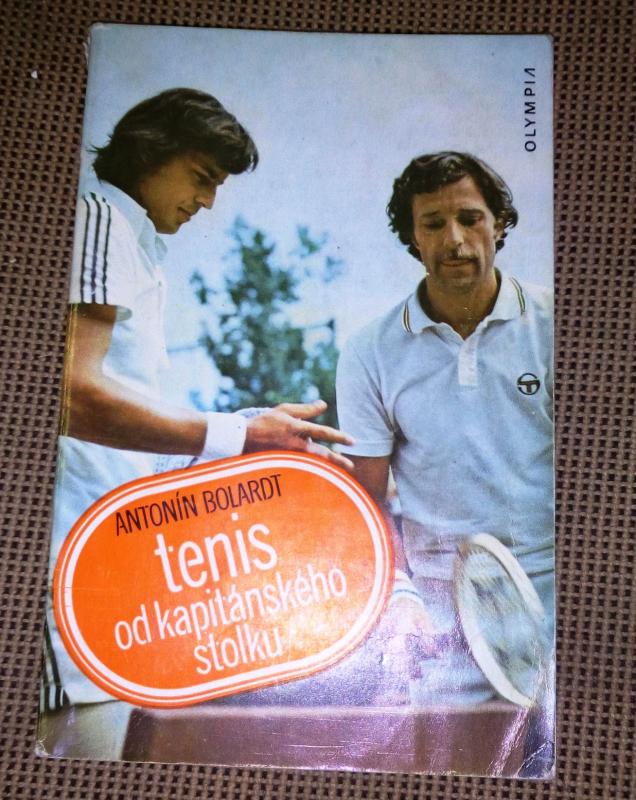 OLYMPIA
ANTONÍN BOLARDT
tenis
od kapitánského
stolku